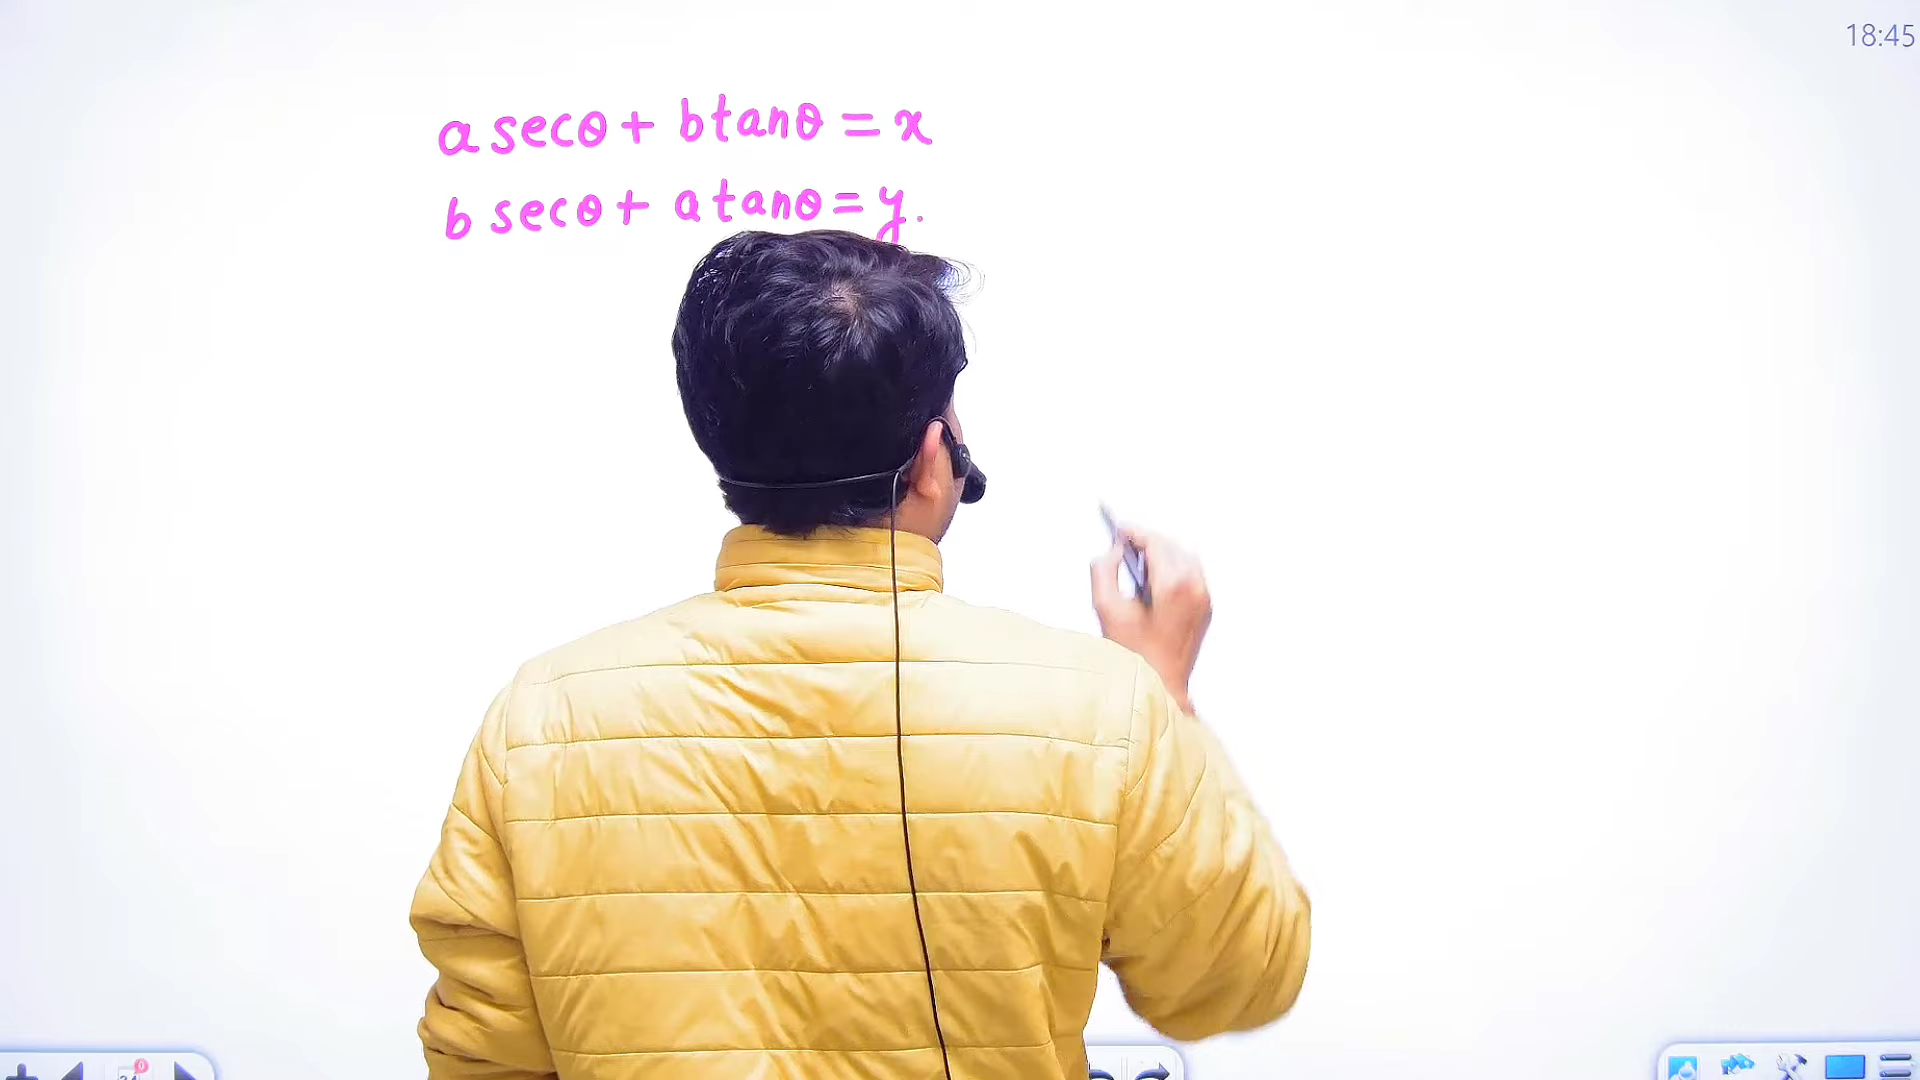 18:45
a secθ + b tanθ = x
b secθ + a tanθ = y.